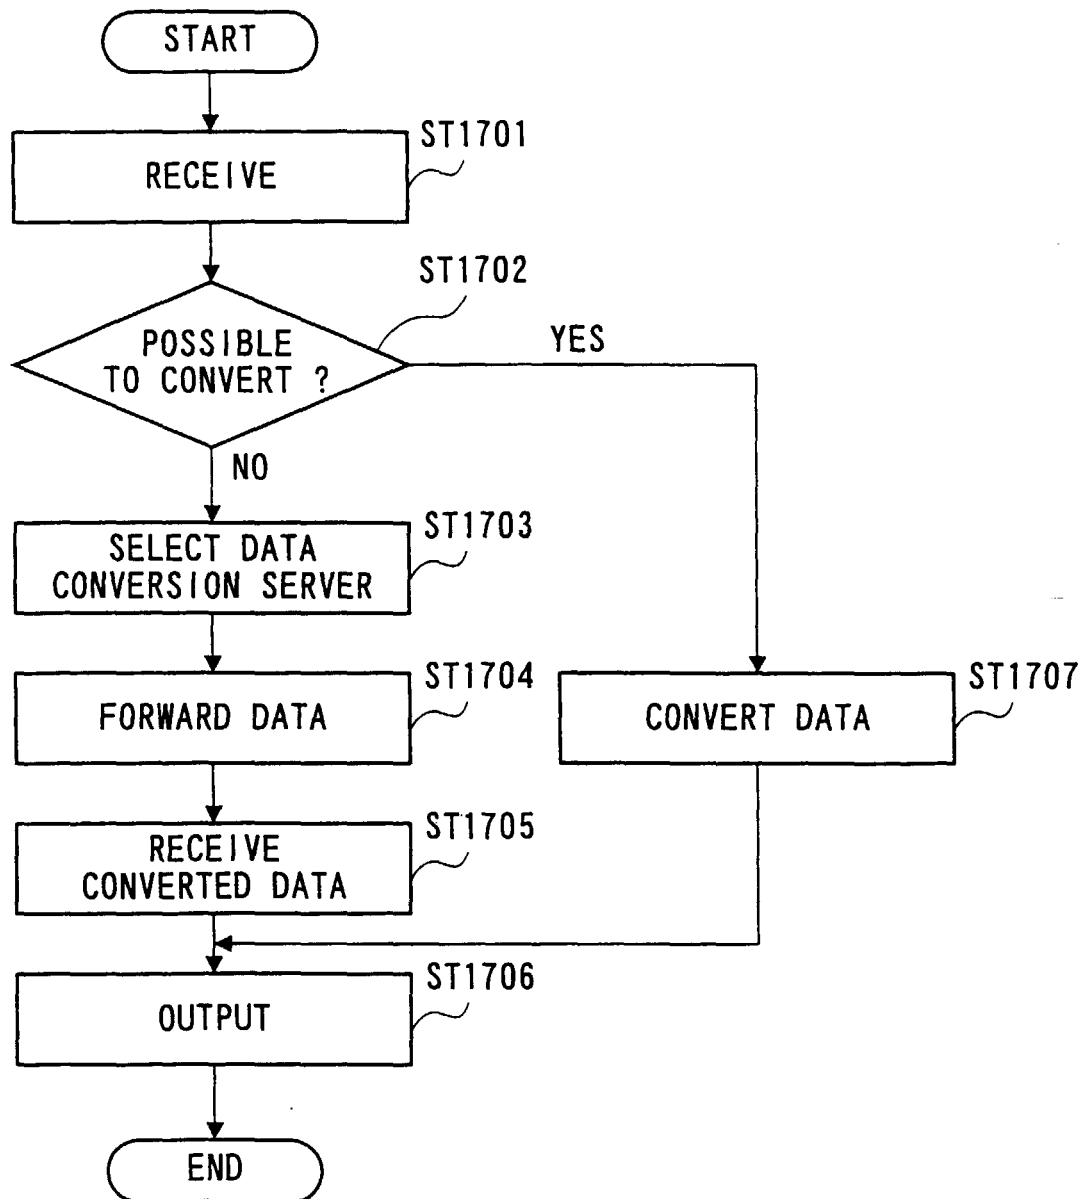 START
ST1701
RECEIVE
ST1702
POSSIBLE
TO CONVERT ?
YES
NO
ST1703
SELECT DATA
CONVERSION SERVER
ST1704
FORWARD DATA
ST1707
CONVERT DATA
ST1705
RECEIVE
CONVERTED DATA
ST1706
OUTPUT
END